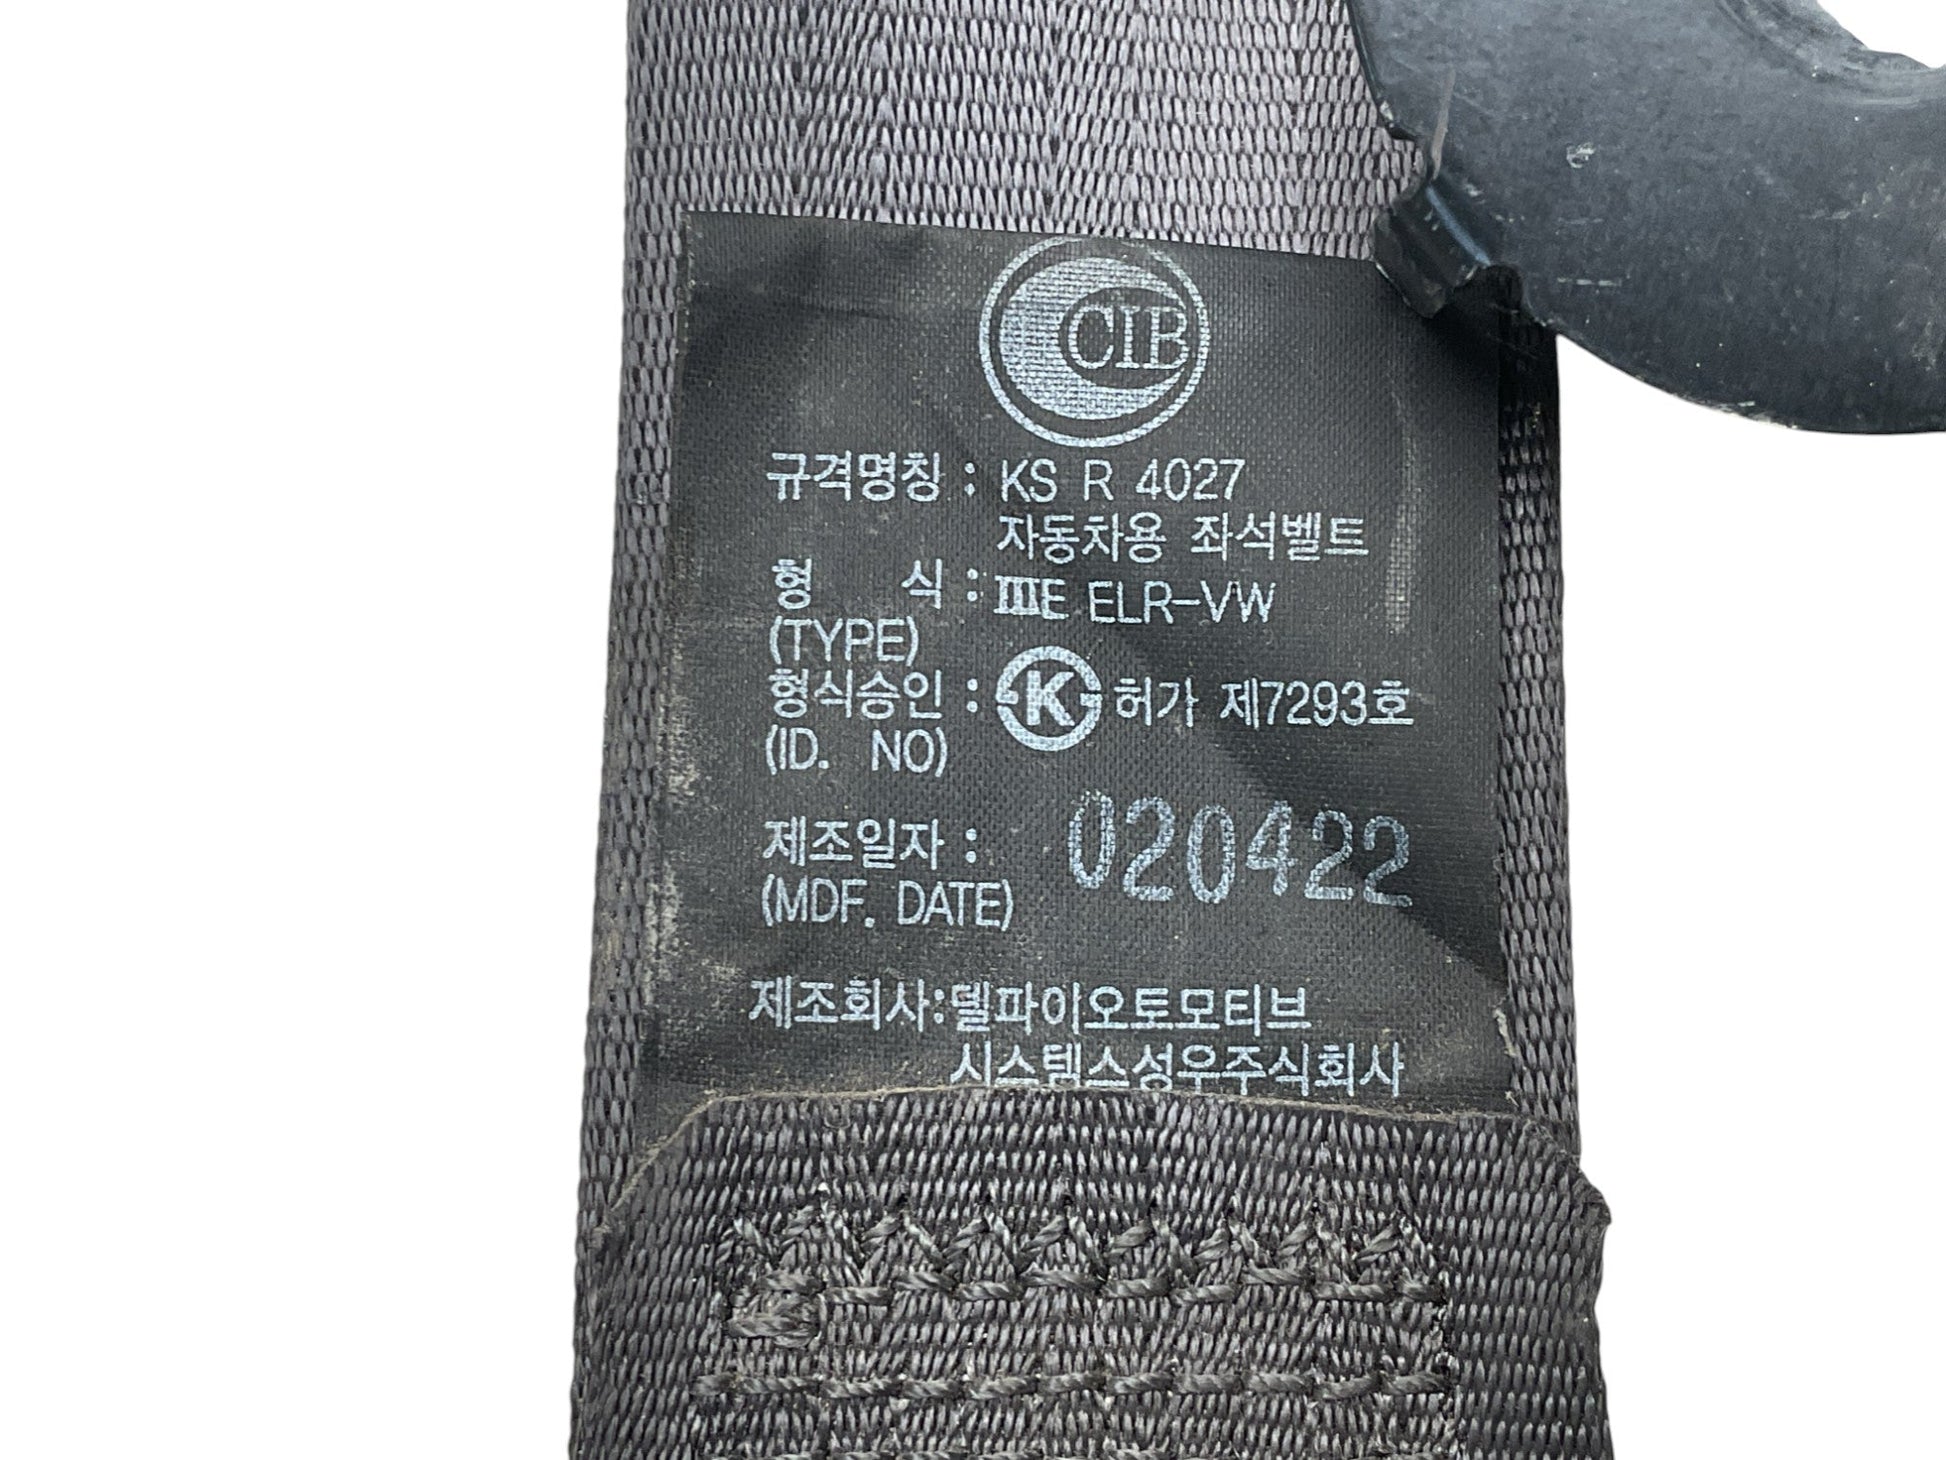 CIB
규격명칭 : KS R 4027
자동차용 좌석벨트
형 식 : ⅢE ELR-VW
(TYPE)
형식승인 : K 허가 제7293호
(ID. NO)
제조일자 : 020422
(MDF. DATE)
제조회사:델파이오토모티브
시스템스성우주식회사